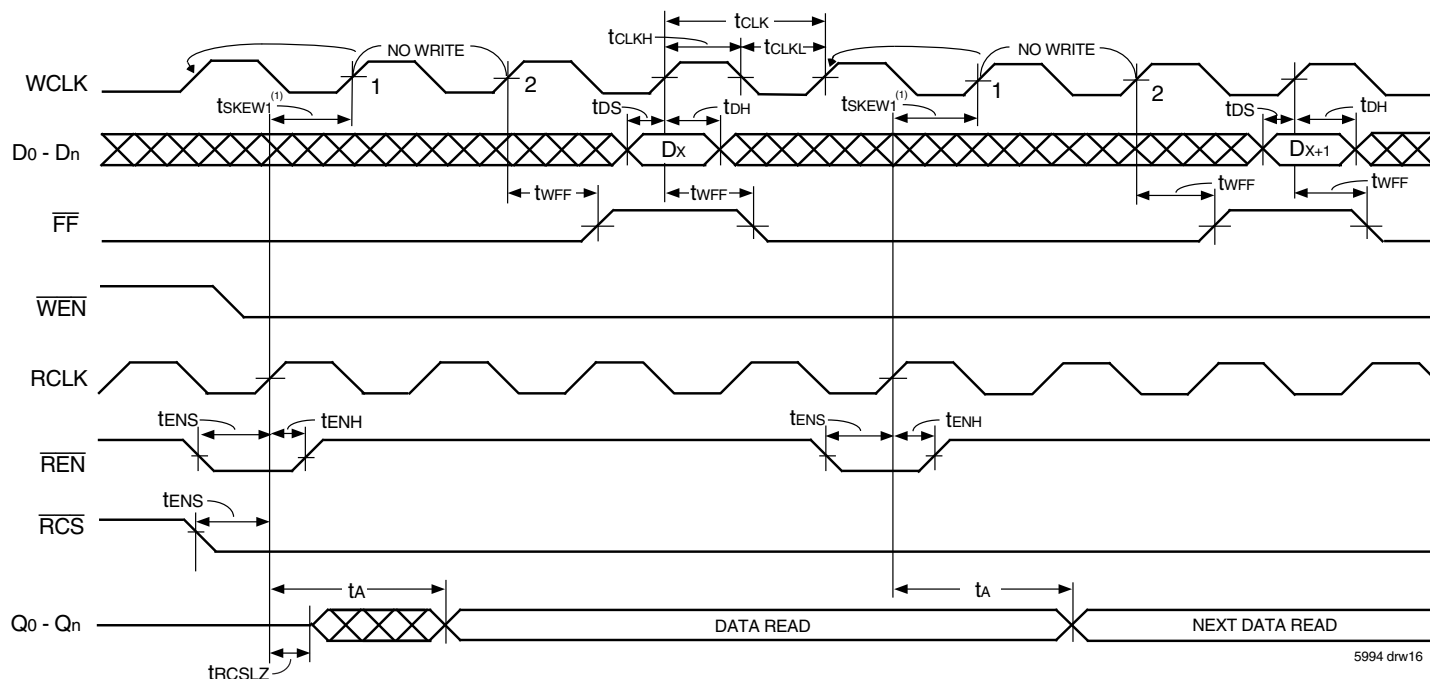 tCLK
tCLKH
tCLKL
NO WRITE
NO WRITE
WCLK
1
2
1
2
tSKEW1(1)
tDS
tDH
tSKEW1(1)
tDS
tDH
D0 - Dn
DX
DX+1
tWFF
tWFF
tWFF
tWFF
FF
WEN
RCLK
tENS
tENH
tENS
tENH
REN
tENS
RCS
tA
tA
Q0 - Qn
DATA READ
NEXT DATA READ
tRCSLZ
5994 drw16